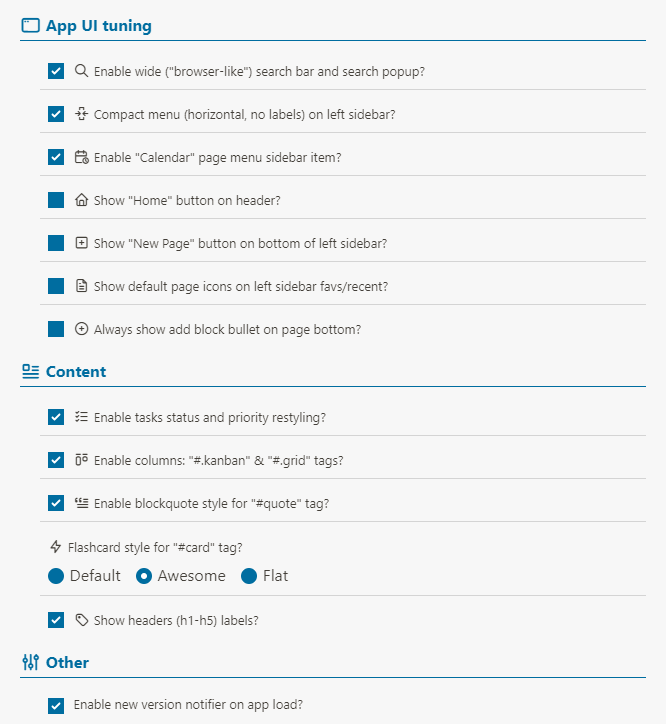 App UI tuning
Enable wide ("browser-like") search bar and search popup?
Compact menu (horizontal, no labels) on left sidebar?
Enable "Calendar" page menu sidebar item?
Show "Home" button on header?
Show "New Page" button on bottom of left sidebar?
Show default page icons on left sidebar favs/recent?
Always show add block bullet on page bottom?
Content
Enable tasks status and priority restyling?
Enable columns: "#.kanban" & "#.grid" tags?
Enable blockquote style for "#quote" tag?
Flashcard style for "#card" tag?
Default Awesome Flat
Show headers (h1-h5) labels?
Other
Enable new version notifier on app load?